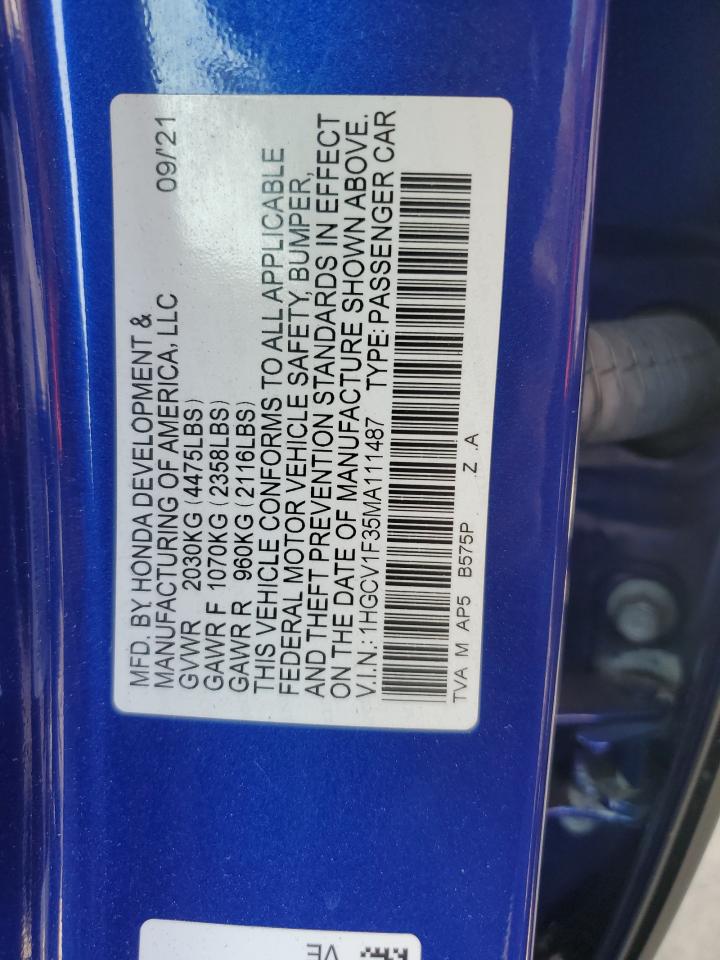 MFD. BY. HONDA DEVELOPMENT &
MANUFACTURING OF AMERICA, LLC 09/'21
GVWR 2030KG (4475LBS)
GAWR F 1070KG (2358LBS)
GAWR R 960KG (2116LBS)
THIS VEHICLE CONFORMS TO ALL APPLICABLE
FEDERAL MOTOR VEHICLE SAFETY, BUMPER,
AND THEFT PREVENTION STANDARDS IN EFFECT
ON THE DATE OF MANUFACTURE SHOWN ABOVE.
V.I.N.: 1HGCV1F35MA111487 TYPE: PASSENGER CAR
TVA M AP5 B575P Z .A
VE